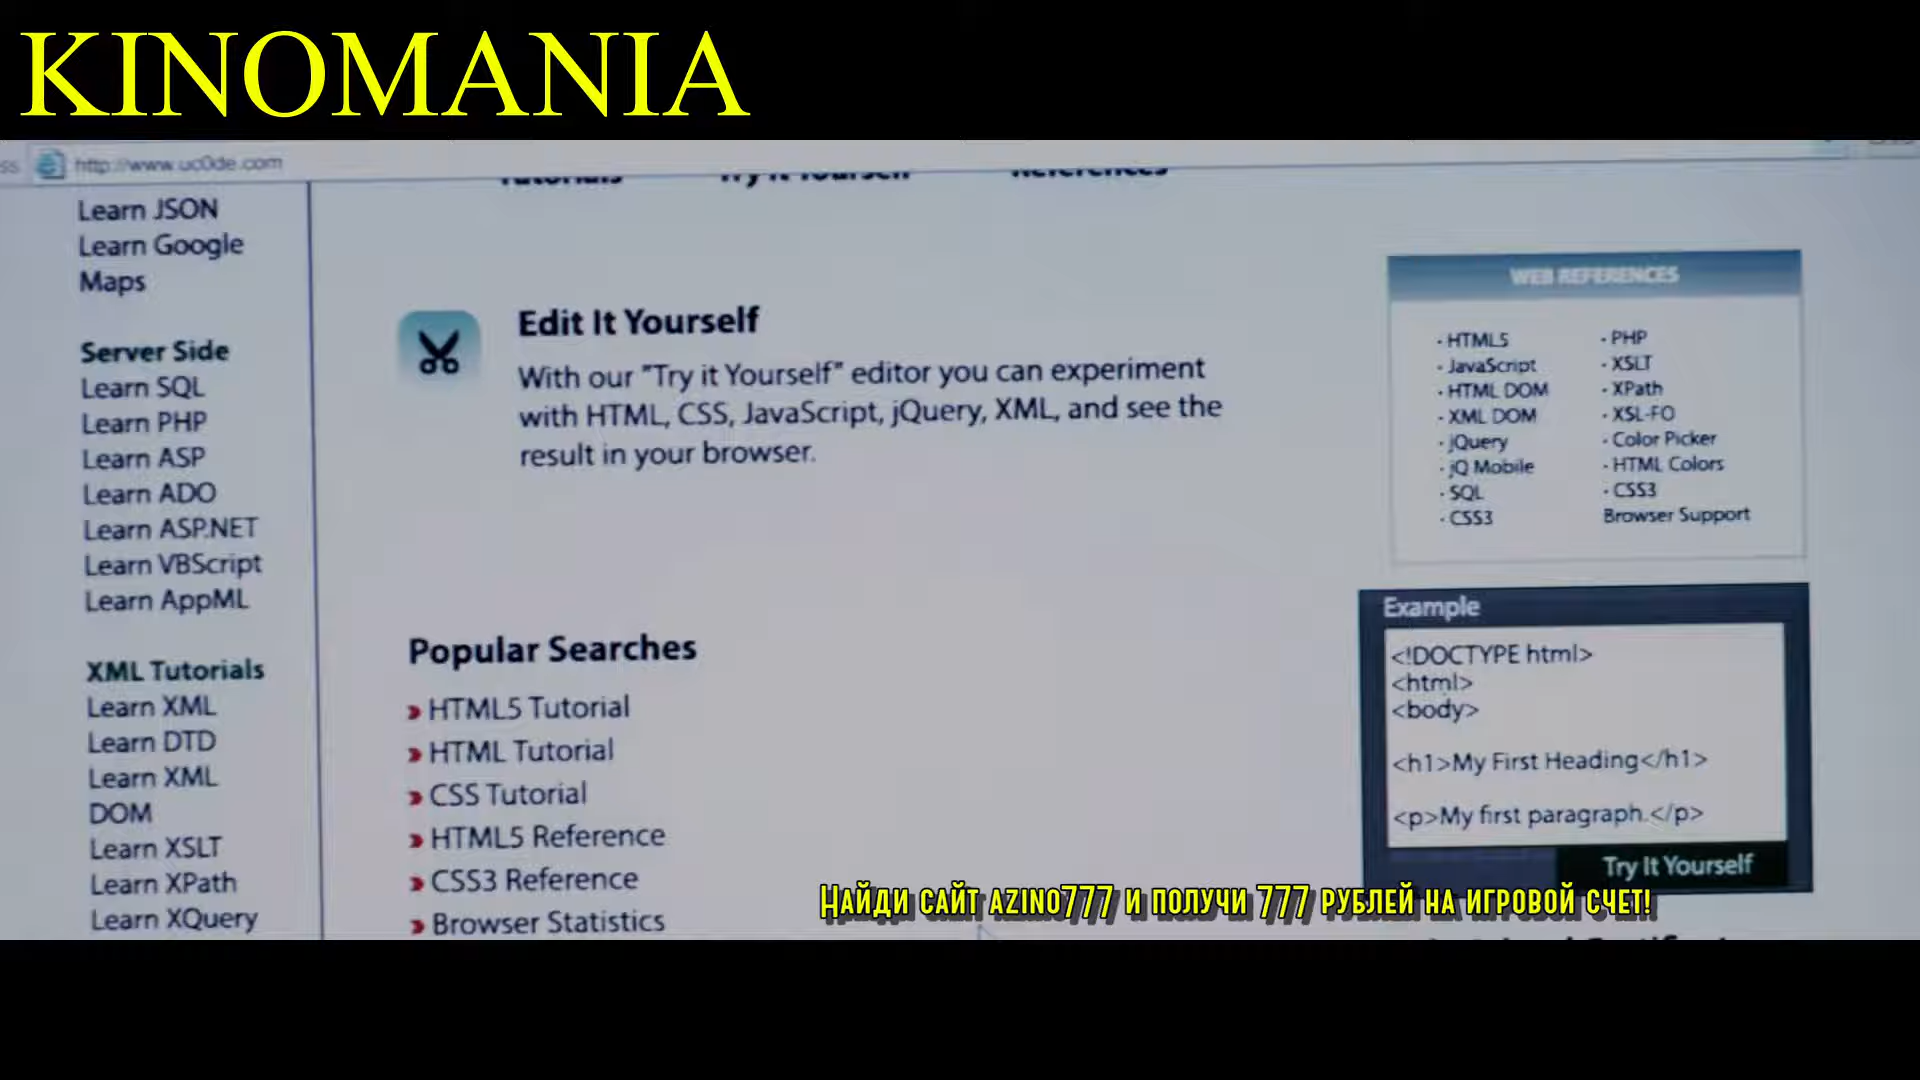 KINOMANIA
http://www.uc0de.com
Tutorials
Try It Yourself
References
Learn JSON
Learn Google
Maps
Server Side
Learn SQL
Learn PHP
Learn ASP
Learn ADO
Learn ASP.NET
Learn VBScript
Learn AppML
XML Tutorials
Learn XML
Learn DTD
Learn XML
DOM
Learn XSLT
Learn XPath
Learn XQuery
Edit It Yourself
With our "Try it Yourself" editor you can experiment
with HTML, CSS, JavaScript, jQuery, XML, and see the
result in your browser.
Popular Searches
HTML5 Tutorial
HTML Tutorial
CSS Tutorial
HTML5 Reference
CSS3 Reference
Browser Statistics
WEB REFERENCES
· HTML5
· JavaScript
· HTML DOM
· XML DOM
· jQuery
· jQ Mobile
· SQL
· CSS3
· PHP
· XSLT
· XPath
· XSL-FO
· Color Picker
· HTML Colors
· CSS3
Browser Support
Example
<!DOCTYPE html>
<html>
<body>
<h1>My First Heading</h1>
<p>My first paragraph.</p>
Try It Yourself
Найди сайт azino777 и получи 777 рублей на игровой счет!